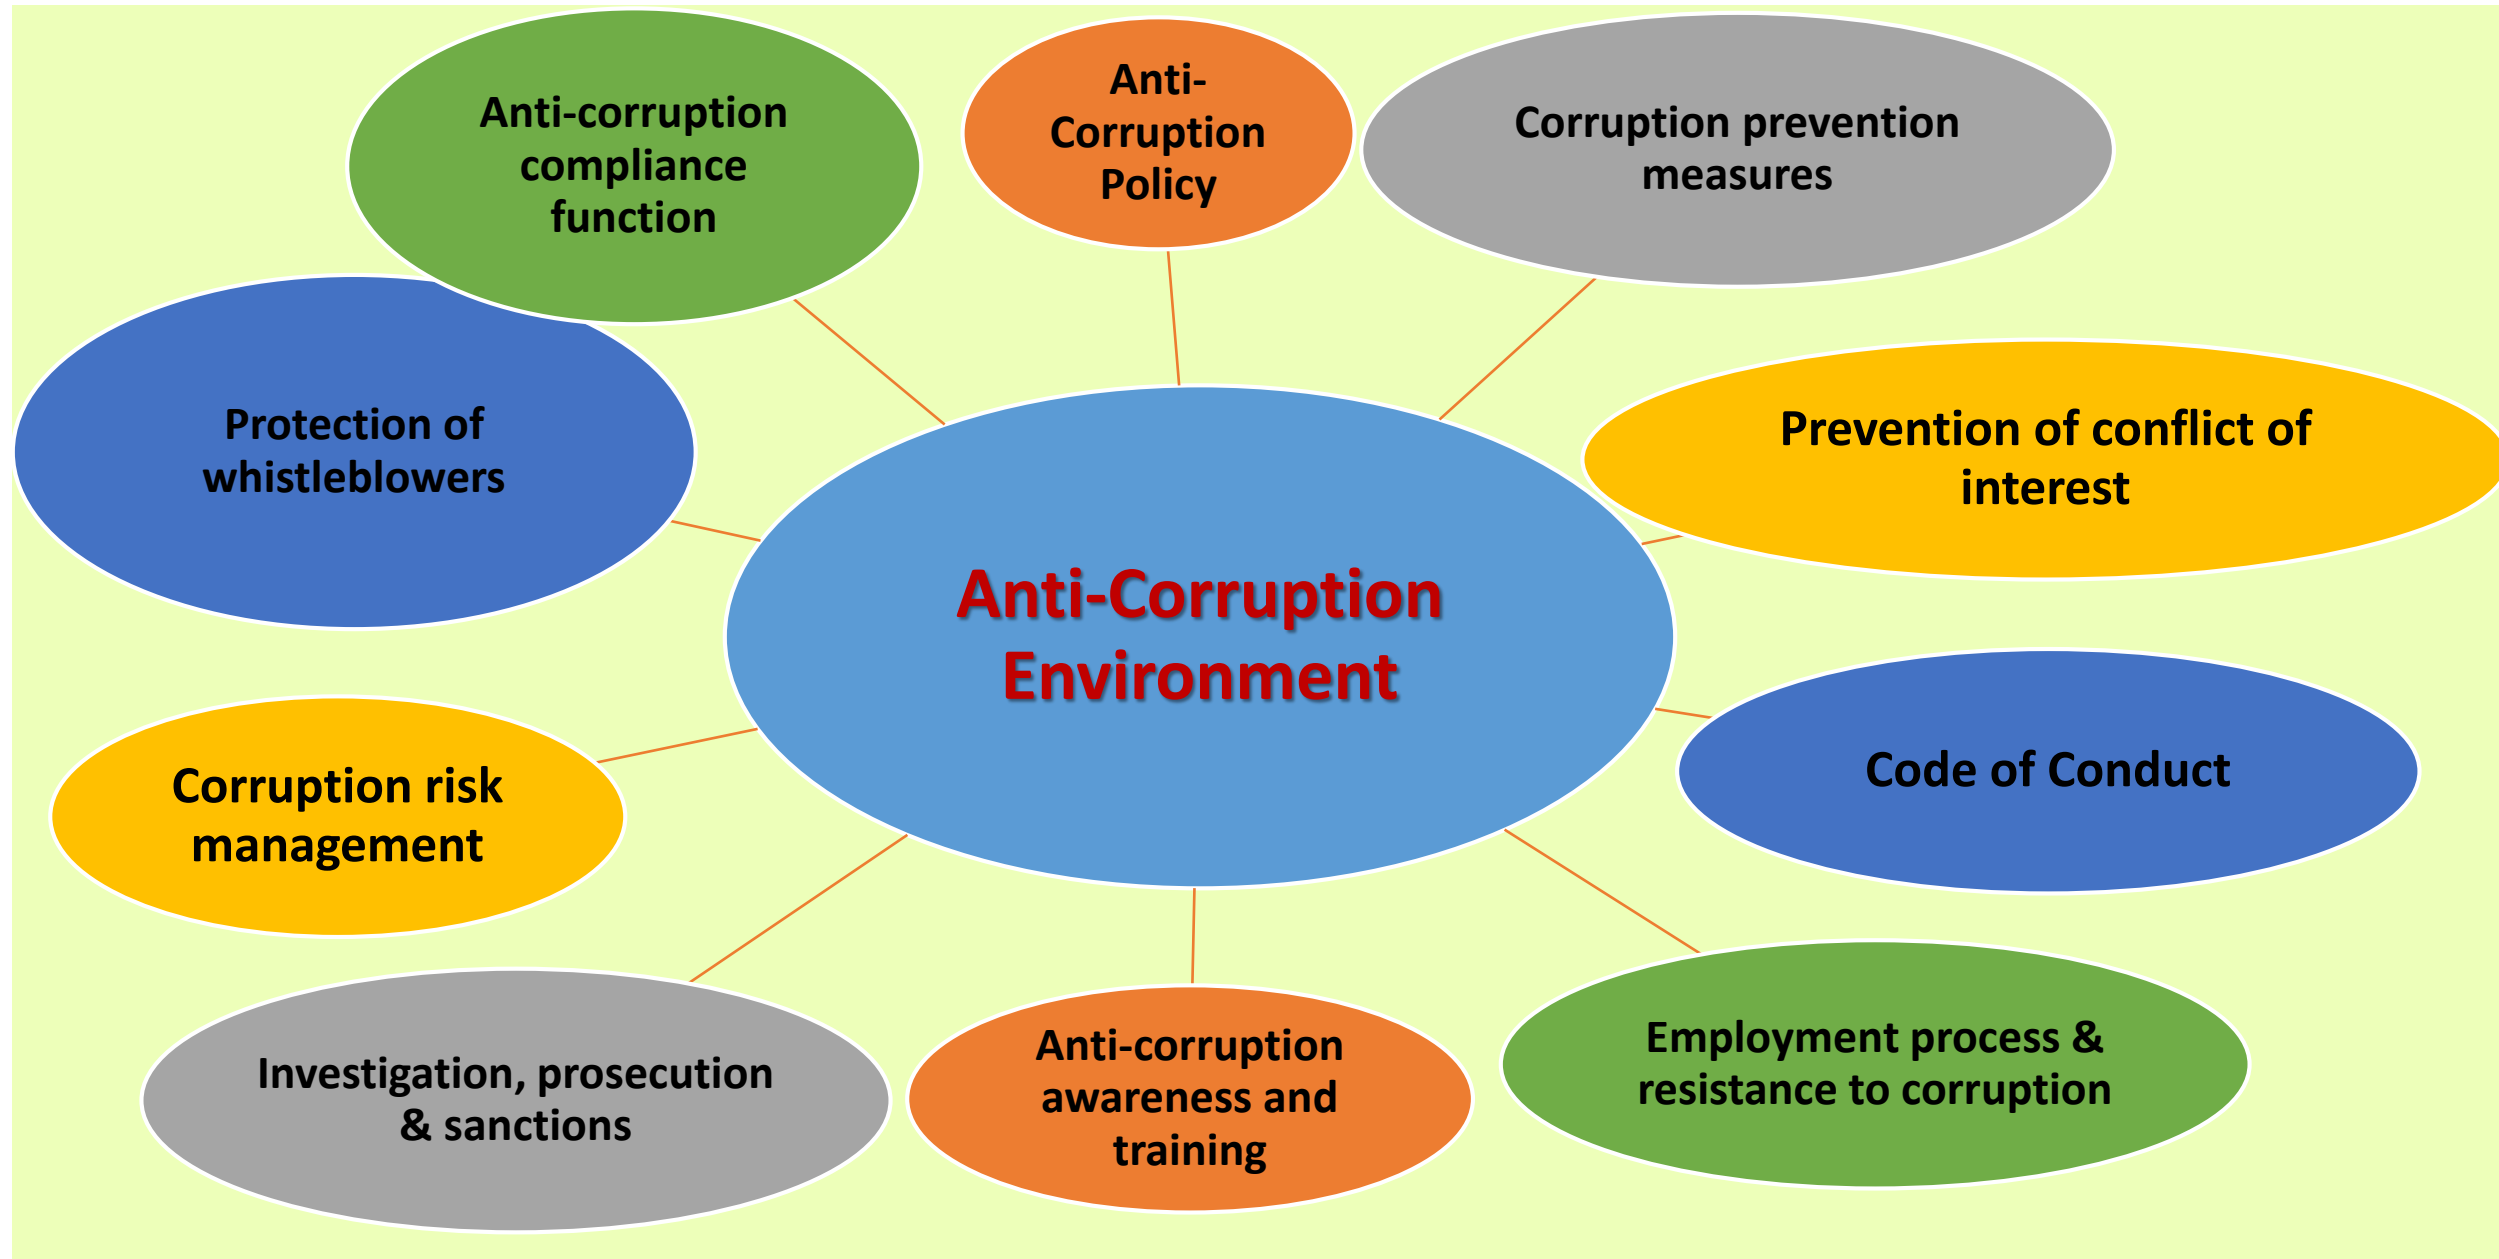 Anti-
Corruption
Policy
Corruption prevention
measures
Prevention of conflict of
interest
Code of Conduct
Employment process &
resistance to corruption
Anti-corruption
awareness and
training
Investigation, prosecution
& sanctions
Corruption risk
management
Protection of
whistleblowers
Anti-corruption
compliance
function
Anti-Corruption
Environment